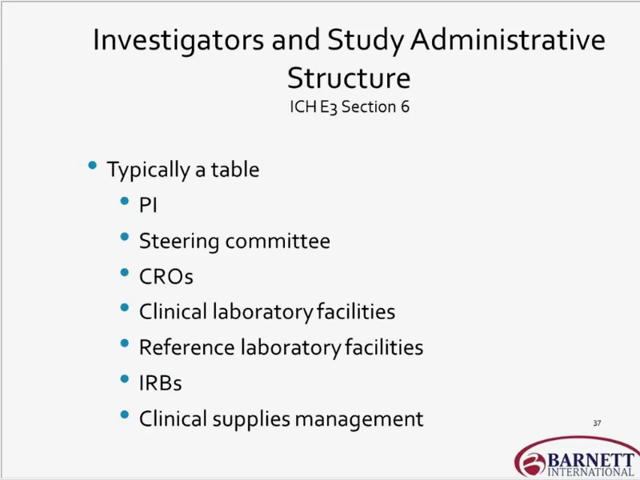 Investigators and Study Administrative
Structure
ICH E3 Section 6
• Typically a table
• PI
• Steering committee
• CROs
• Clinical laboratory facilities
• Reference laboratory facilities
• IRBs
• Clinical supplies management
37
BARNETT
INTERNATIONAL